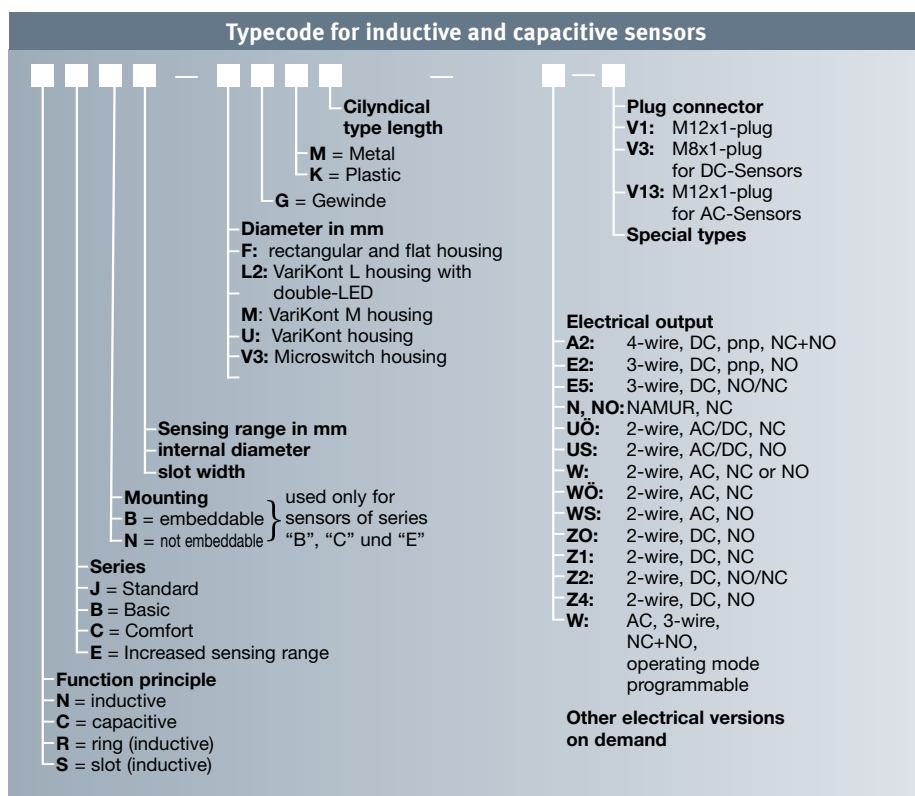 Typecode for inductive and capacitive sensors
Cilyndical
type length
M = Metal
K = Plastic
G = Gewinde
Diameter in mm
F: rectangular and flat housing
L2: VariKont L housing with
double-LED
M: VariKont M housing
U: VariKont housing
V3: Microswitch housing
Sensing range in mm
internal diameter
slot width
Mounting
B = embeddable
N = not embeddable
used only for
sensors of series
“B”, “C” und “E”
Series
J = Standard
B = Basic
C = Comfort
E = Increased sensing range
Function principle
N = inductive
C = capacitive
R = ring (inductive)
S = slot (inductive)
Plug connector
V1: M12x1-plug
V3: M8x1-plug
for DC-Sensors
V13: M12x1-plug
for AC-Sensors
Special types
Electrical output
A2: 4-wire, DC, pnp, NC+NO
E2: 3-wire, DC, pnp, NO
E5: 3-wire, DC, NO/NC
N, NO: NAMUR, NC
UÖ: 2-wire, AC/DC, NC
US: 2-wire, AC/DC, NO
W: 2-wire, AC, NC or NO
WÖ: 2-wire, AC, NC
WS: 2-wire, AC, NO
ZO: 2-wire, DC, NO
Z1: 2-wire, DC, NC
Z2: 2-wire, DC, NO/NC
Z4: 2-wire, DC, NO
W: AC, 3-wire,
NC+NO,
operating mode
programmable
Other electrical versions
on demand